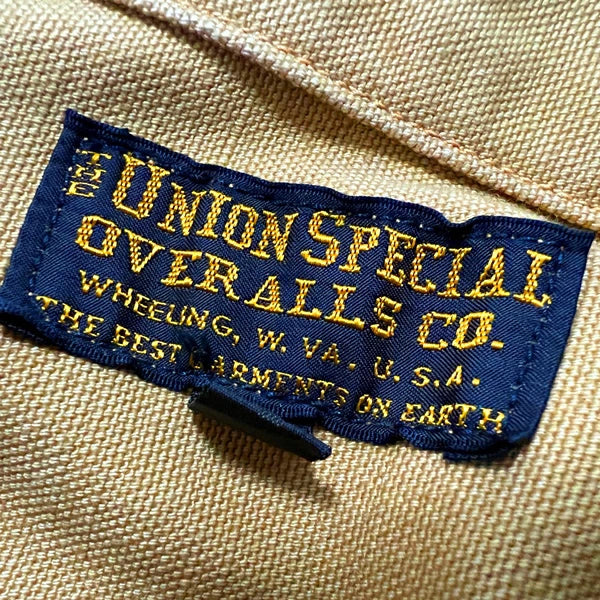 THE UNION SPECIAL
OVERALLS CO.
WHEELING, W. VA. U.S.A.
THE BEST GARMENTS ON EARTH